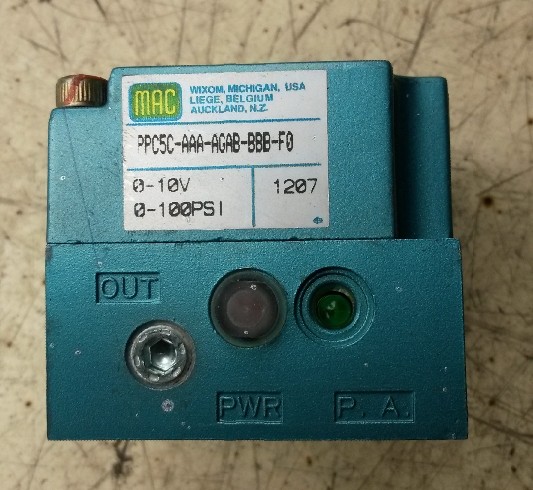 MAC
WIXOM, MICHIGAN, USA
LIEGE, BELGIUM
AUCKLAND, N.Z.
PPC5C-AAA-AGAB-BBB-F0
0-10V
1207
0-100PSI
OUT
PWR
P. A.